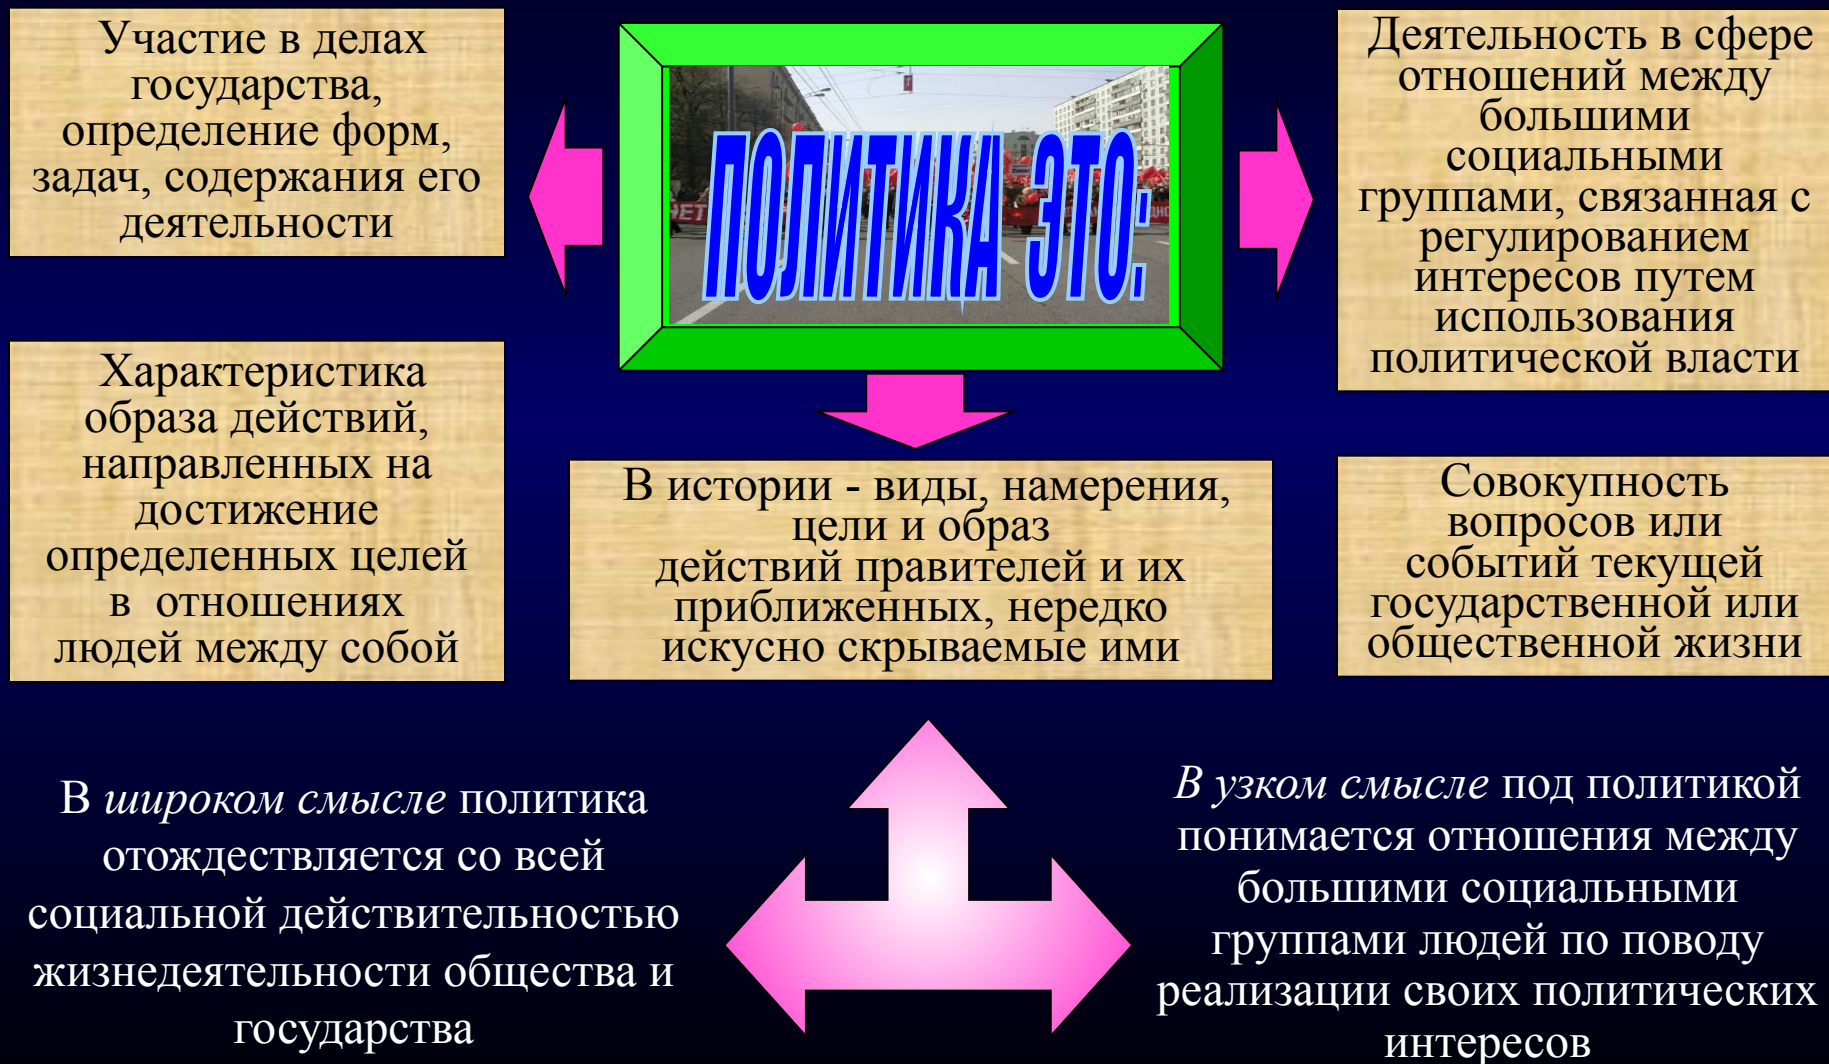 Участие в делах
государства,
определение форм,
задач, содержания его
деятельности
ПОЛИТИКА ЭТО:
Деятельность в сфере
отношений между
большими
социальными
группами, связанная с
регулированием
интересов путем
использования
политической власти
Характеристика
образа действий,
направленных на
достижение
определенных целей
в отношениях
людей между собой
В истории - виды, намерения,
цели и образ
действий правителей и их
приближенных, нередко
искусно скрываемые ими
Совокупность
вопросов или
событий текущей
государственной или
общественной жизни
В широком смысле политика
отождествляется со всей
социальной действительностью
жизнедеятельности общества и
государства
В узком смысле под политикой
понимается отношения между
большими социальными
группами людей по поводу
реализации своих политических
интересов